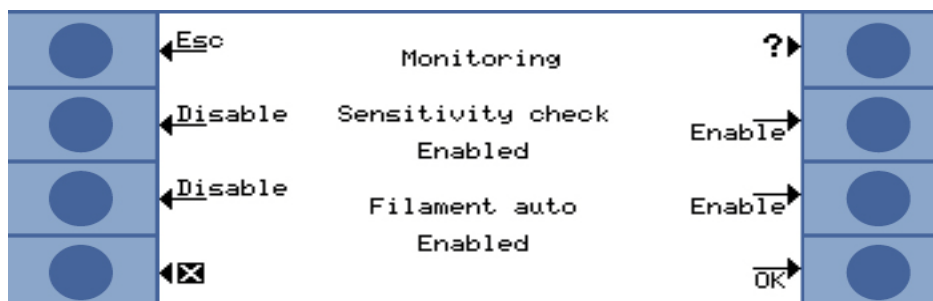 Esc
Monitoring
?
Disable
Sensitivity check
Enable
Enabled
Disable
Filament auto
Enable
Enabled
OK